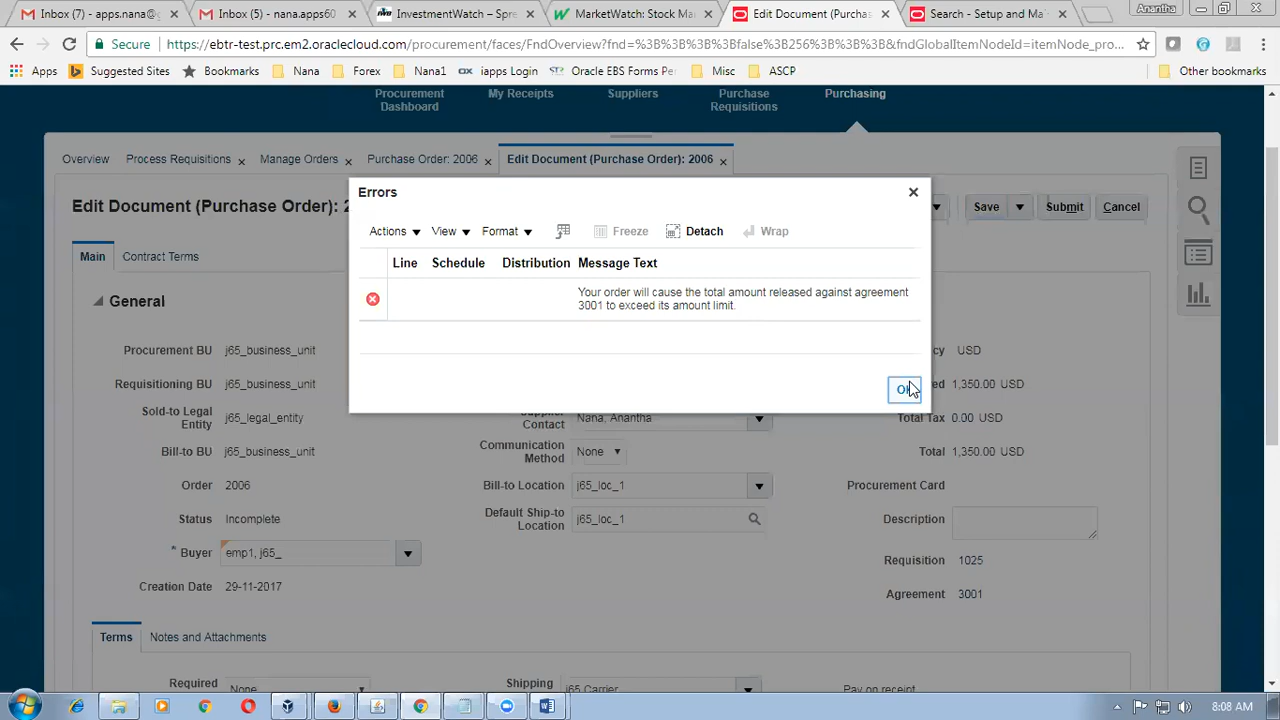 Inbox (7) - apps.nana@g
Inbox (5) - nana.apps60
InvestmentWatch – Spre
MarketWatch: Stock Ma
Edit Document (Purchas
Search - Setup and Ma
Anantha
Secure
https://ebtr-test.prc.em2.oraclecloud.com/procurement/faces/FndOverview?fnd=%3B%3B%3B%3Bfalse%3B256%3B%3B%3B&fndGlobalItemNodeId=itemNode_pro...
Apps
Suggested Sites
Bookmarks
Nana
Forex
Nana1
iapps Login
Oracle EBS Forms Per
Misc
ASCP
Other bookmarks
Procurement
Dashboard
My Receipts
Suppliers
Purchase
Requisitions
Purchasing
Overview
Process Requisitions
Manage Orders
Purchase Order: 2006
Edit Document (Purchase Order): 2006
Edit Document (Purchase Order): 2
Save
Submit
Cancel
Errors
Actions
View
Format
Freeze
Detach
Wrap
Line
Schedule
Distribution
Message Text
Your order will cause the total amount released against agreement
3001 to exceed its amount limit.
OK
Main
Contract Terms
General
Procurement BU j65_business_unit
Requisitioning BU j65_business_unit
Sold-to Legal
Entity
j65_legal_entity
Bill-to BU j65_business_unit
Order 2006
Status Incomplete
* Buyer emp1, j65_
Creation Date 29-11-2017
Supplier
Contact
Nana, Anantha
Communication
Method
None
Bill-to Location j65_loc_1
Default Ship-to
Location
j65_loc_1
cy USD
ed 1,350.00 USD
Total Tax 0.00 USD
Total 1,350.00 USD
Procurement Card
Description
Requisition 1025
Agreement 3001
Terms
Notes and Attachments
Required
None
Shipping
j65 Carrier
Pay on receipt
8:08 AM